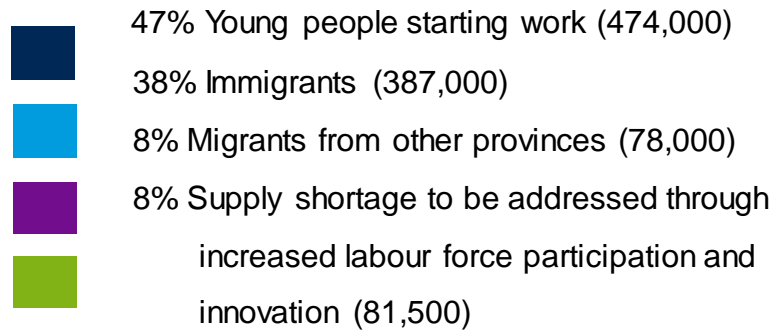 47% Young people starting work (474,000)
38% Immigrants (387,000)
8% Migrants from other provinces (78,000)
8% Supply shortage to be addressed through
increased labour force participation and
innovation (81,500)